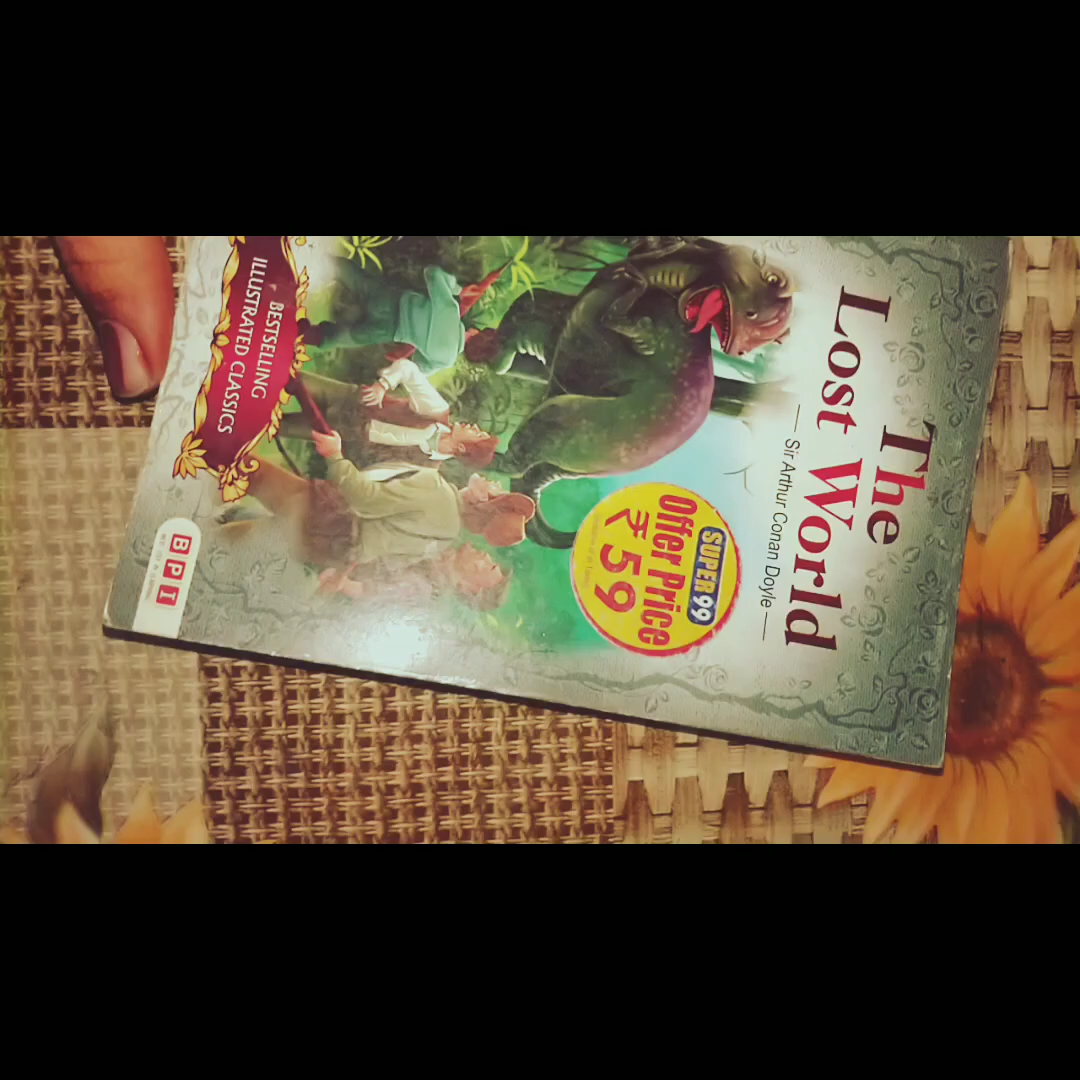 The
Lost World
Sir Arthur Conan Doyle
SUPER 99
Offer Price
₹ 59
BESTSELLING
ILLUSTRATED CLASSICS
BPI